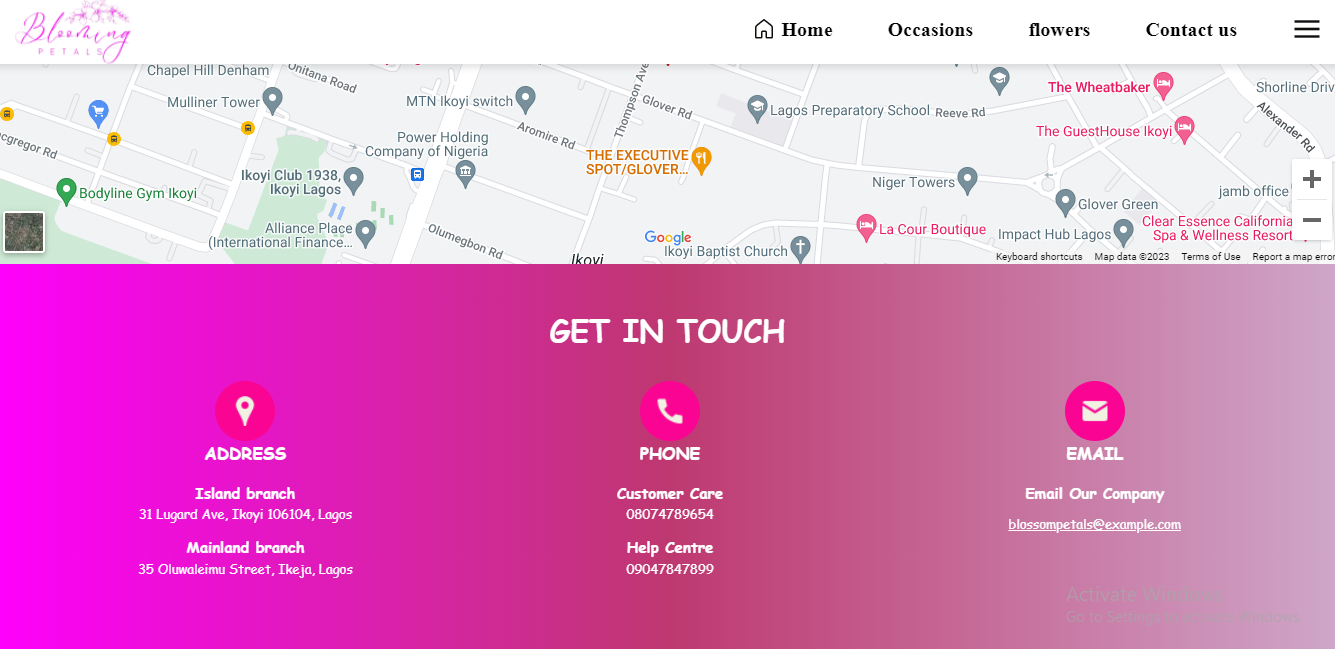 Blooming
PETALS
Home
Occasions
flowers
Contact us
Chapel Hill Denham
Onitana Road
Thompson Ave
Mulliner Tower
MTN Ikoyi switch
Glover Rd
Lagos Preparatory School
Reeve Rd
The Wheatbaker
Shorline Driv
Alexander Rd
cgregor Rd
Power Holding
Company of Nigeria
Aromire Rd
The GuestHouse Ikoyi
THE EXECUTIVE
SPOT/GLOVER...
Ikoyi Club 1938,
Ikoyi Lagos
Bodyline Gym Ikoyi
Niger Towers
jamb office
Glover Green
Alliance Place
(International Finance...
Olumegbon Rd
Google
La Cour Boutique
Impact Hub Lagos
Clear Essence California
Spa & Wellness Resort
Ikoyi Baptist Church
Ikoyi
Keyboard shortcuts
Map data ©2023
Terms of Use
Report a map error
GET IN TOUCH
ADDRESS
Island branch
31 Lugard Ave, Ikoyi 106104, Lagos
Mainland branch
35 Oluwaleimu Street, Ikeja, Lagos
PHONE
Customer Care
08074789654
Help Centre
09047847899
EMAIL
Email Our Company
blossompetals@example.com
Activate Windows
Go to Settings to activate Windows.